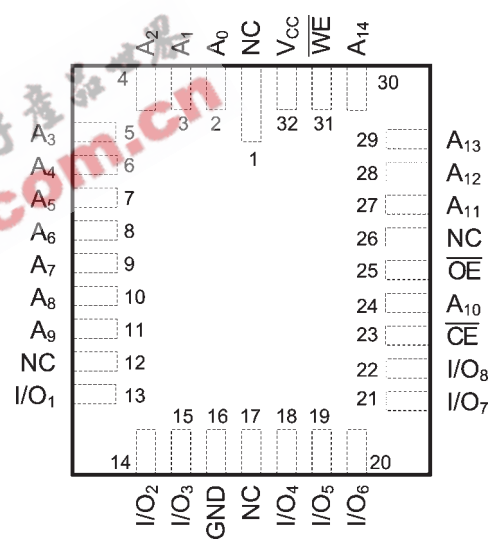 A2 A1 A0 NC VCC WE A14
4 3 2 1 32 31 30
A3 5
A4 6
A5 7
A6 8
A7 9
A8 10
A9 11
NC 12
I/O1 13
29 A13
28 A12
27 A11
26 NC
25 OE
24 A10
23 CE
22 I/O8
21 I/O7
14 15 16 17 18 19 20
I/O2 I/O3 GND NC I/O4 I/O5 I/O6
com.cn